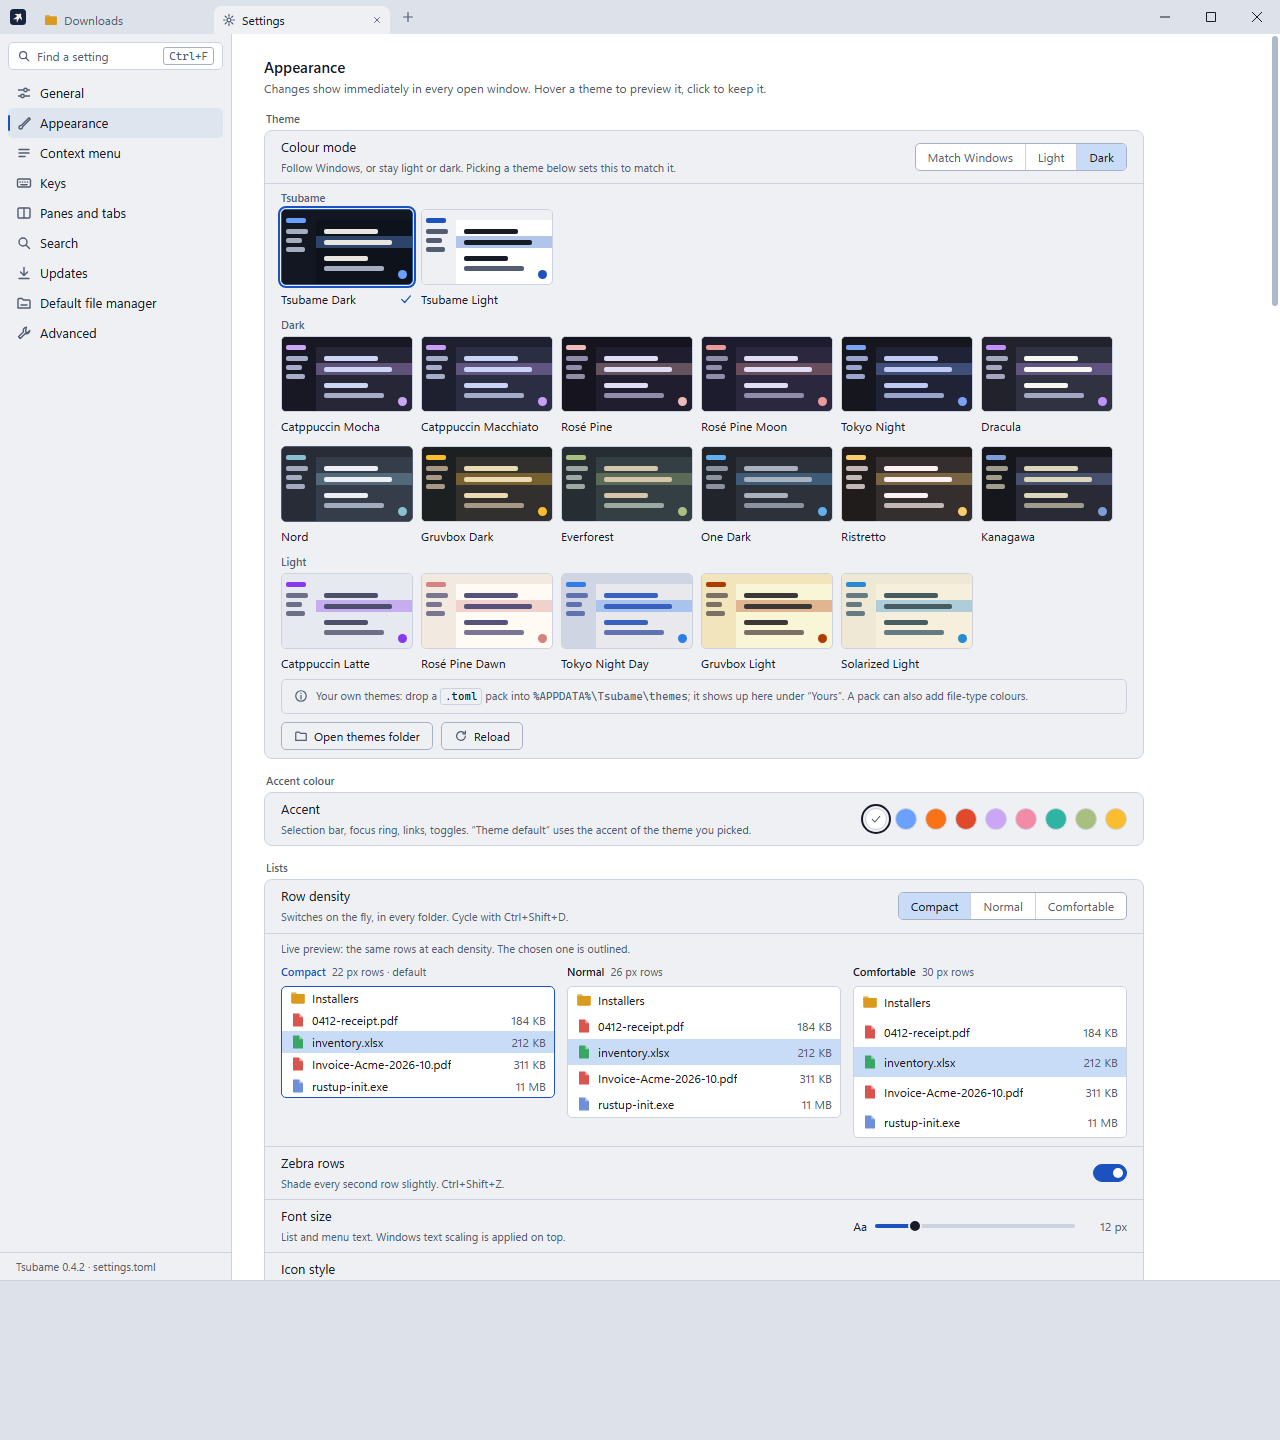 Downloads
Settings
Find a setting
Ctrl+F
General
Appearance
Context menu
Keys
Panes and tabs
Search
Updates
Default file manager
Advanced
Tsubame 0.4.2 · settings.toml
Appearance
Changes show immediately in every open window. Hover a theme to preview it, click to keep it.
Theme
Colour mode
Follow Windows, or stay light or dark. Picking a theme below sets this to match it.
Match Windows
Light
Dark
Tsubame
Tsubame Dark
Tsubame Light
Dark
Catppuccin Mocha
Catppuccin Macchiato
Rosé Pine
Rosé Pine Moon
Tokyo Night
Dracula
Nord
Gruvbox Dark
Everforest
One Dark
Ristretto
Kanagawa
Light
Catppuccin Latte
Rosé Pine Dawn
Tokyo Night Day
Gruvbox Light
Solarized Light
Your own themes: drop a .toml pack into %APPDATA%\Tsubame\themes; it shows up here under “Yours”. A pack can also add file-type colours.
Open themes folder
Reload
Accent colour
Accent
Selection bar, focus ring, links, toggles. “Theme default” uses the accent of the theme you picked.
Lists
Row density
Switches on the fly, in every folder. Cycle with Ctrl+Shift+D.
Compact
Normal
Comfortable
Live preview: the same rows at each density. The chosen one is outlined.
Compact 22 px rows · default
Installers
0412-receipt.pdf 184 KB
inventory.xlsx 212 KB
Invoice-Acme-2026-10.pdf 311 KB
rustup-init.exe 11 MB
Normal 26 px rows
Installers
0412-receipt.pdf 184 KB
inventory.xlsx 212 KB
Invoice-Acme-2026-10.pdf 311 KB
rustup-init.exe 11 MB
Comfortable 30 px rows
Installers
0412-receipt.pdf 184 KB
inventory.xlsx 212 KB
Invoice-Acme-2026-10.pdf 311 KB
rustup-init.exe 11 MB
Zebra rows
Shade every second row slightly. Ctrl+Shift+Z.
Font size
List and menu text. Windows text scaling is applied on top.
Aa
12 px
Icon style